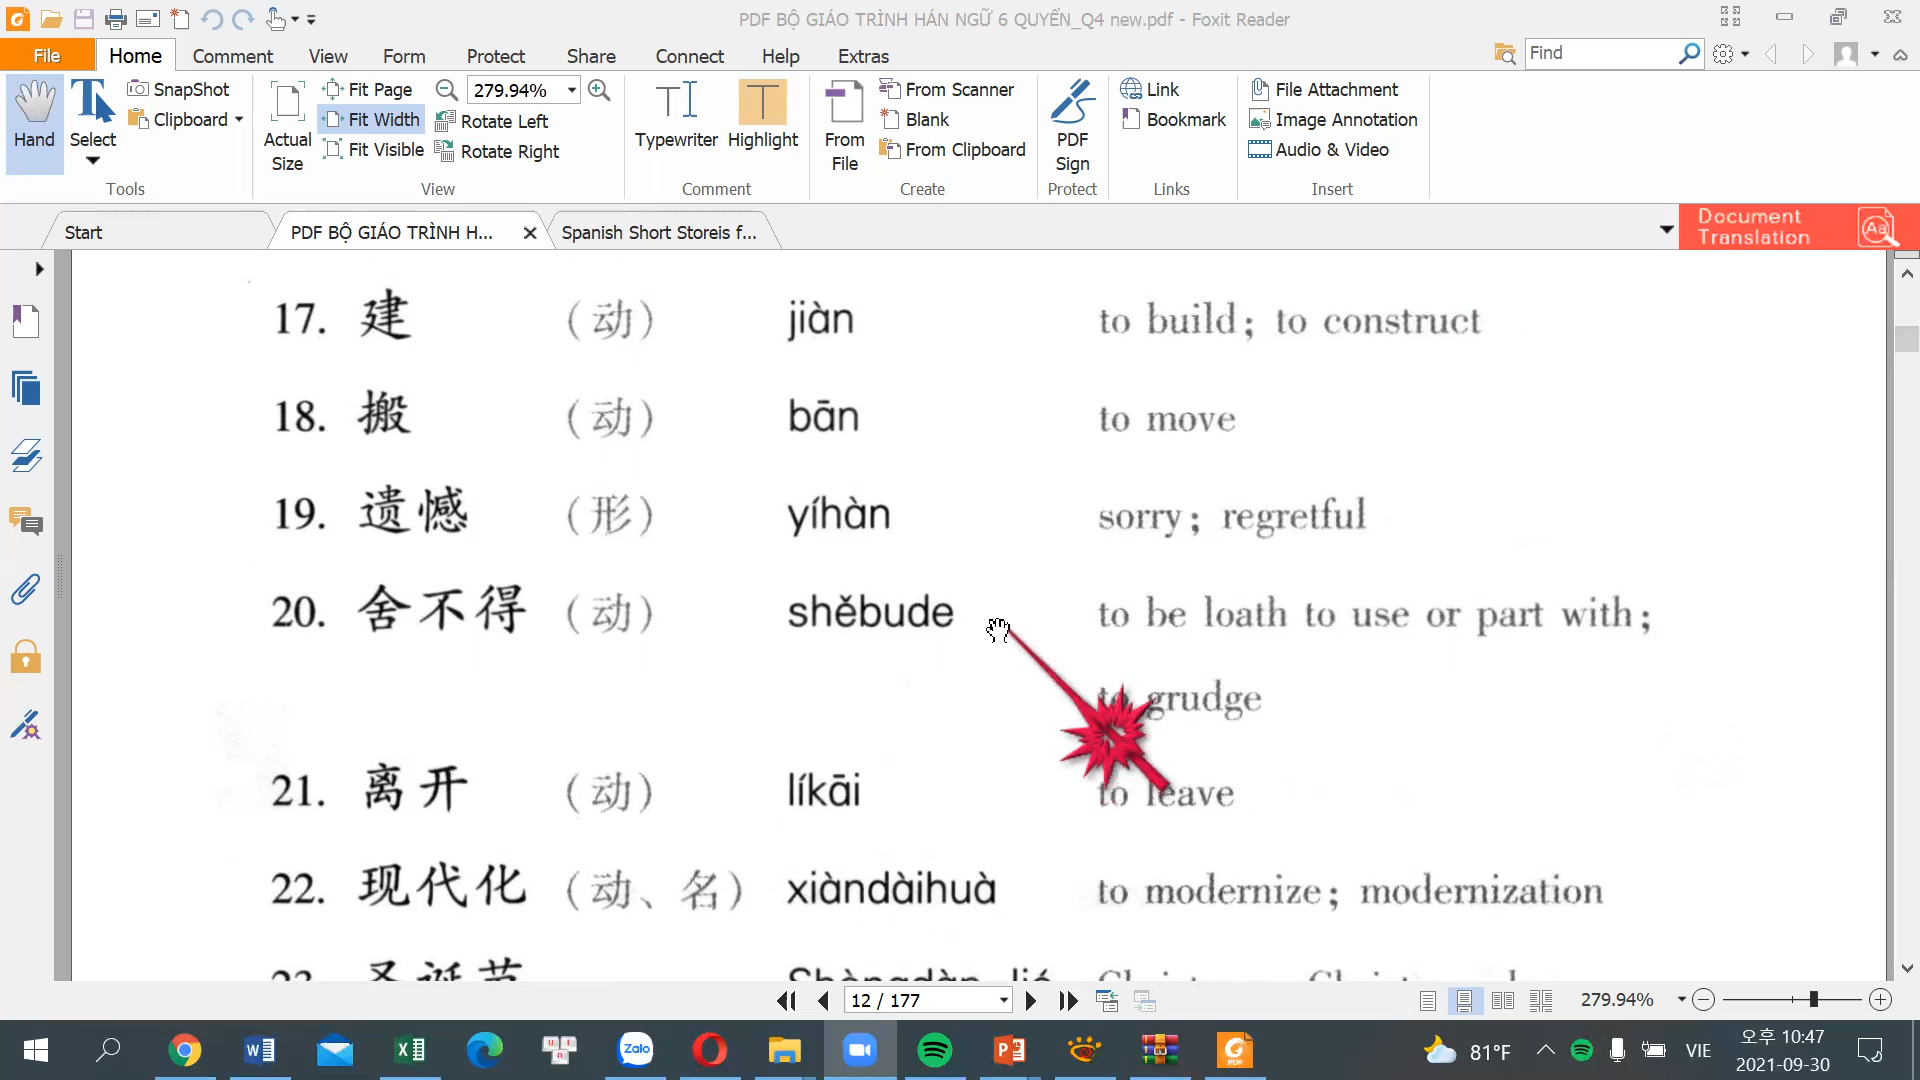 PDF BỘ GIÁO TRÌNH HÁN NGỮ 6 QUYỂN_Q4 new.pdf - Foxit Reader
File Home Comment View Form Protect Share Connect Help Extras
Find
Hand
Select
SnapShot
Clipboard
Tools
Actual Size
Fit Page
Fit Width
Fit Visible
279.94%
Rotate Left
Rotate Right
View
Typewriter
Highlight
Comment
From File
From Scanner
Blank
From Clipboard
Create
PDF Sign
Protect
Link
Bookmark
Links
File Attachment
Image Annotation
Audio & Video
Insert
Start
PDF BỘ GIÁO TRÌNH H...
Spanish Short Storeis f...
Document Translation
17. 建 （动） jiàn to build; to construct
18. 搬 （动） bān to move
19. 遗憾 （形） yíhàn sorry; regretful
20. 舍不得 （动） shěbude to be loath to use or part with;
to grudge
21. 离开 （动） líkāi to leave
22. 现代化 （动、名） xiàndàihuà to modernize; modernization
12 / 177
279.94%
Zalo
81°F
VIE
오후 10:47
2021-09-30